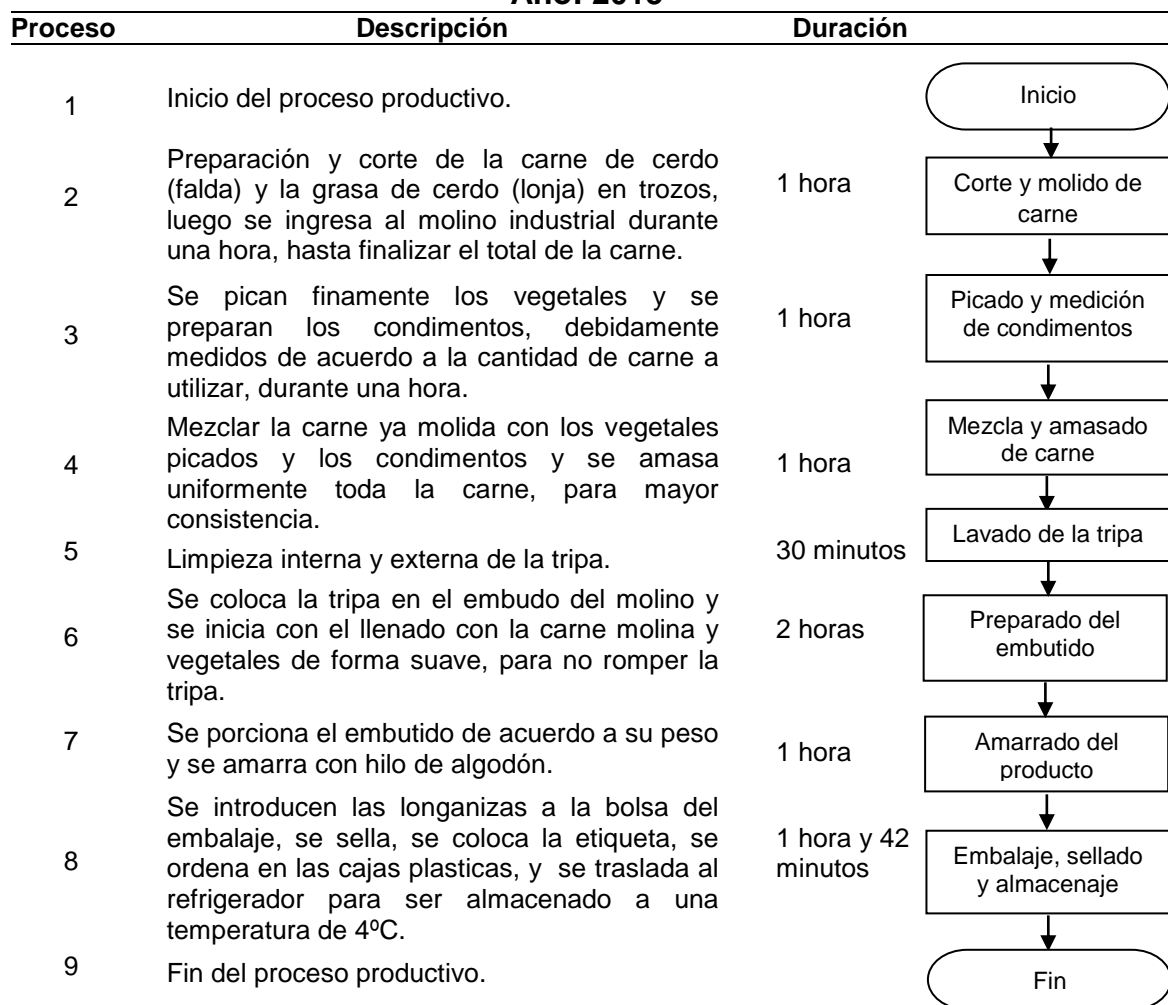 Proceso Descripción Duración
1 Inicio del proceso productivo. Inicio
Preparación y corte de la carne de cerdo
2 (falda) y la grasa de cerdo (lonja) en trozos, 1 hora Corte y molido de
luego se ingresa al molino industrial durante carne
una hora, hasta finalizar el total de la carne.
Se pican finamente los vegetales y se Picado y medición
3 preparan los condimentos, debidamente 1 hora de condimentos
medidos de acuerdo a la cantidad de carne a
utilizar, durante una hora.
Mezclar la carne ya molida con los vegetales Mezcla y amasado
4 picados y los condimentos y se amasa 1 hora de carne
uniformemente toda la carne, para mayor
consistencia.
5 Limpieza interna y externa de la tripa. 30 minutos Lavado de la tripa
Se coloca la tripa en el embudo del molino y
6 se inicia con el llenado con la carne molina y 2 horas Preparado del
vegetales de forma suave, para no romper la embutido
tripa.
7 Se porciona el embutido de acuerdo a su peso 1 hora Amarrado del
y se amarra con hilo de algodón. producto
Se introducen las longanizas a la bolsa del
embalaje, se sella, se coloca la etiqueta, se 1 hora y 42
8 ordena en las cajas plasticas, y se traslada al minutos Embalaje, sellado
refrigerador para ser almacenado a una y almacenaje
temperatura de 4ºC.
9 Fin del proceso productivo. Fin